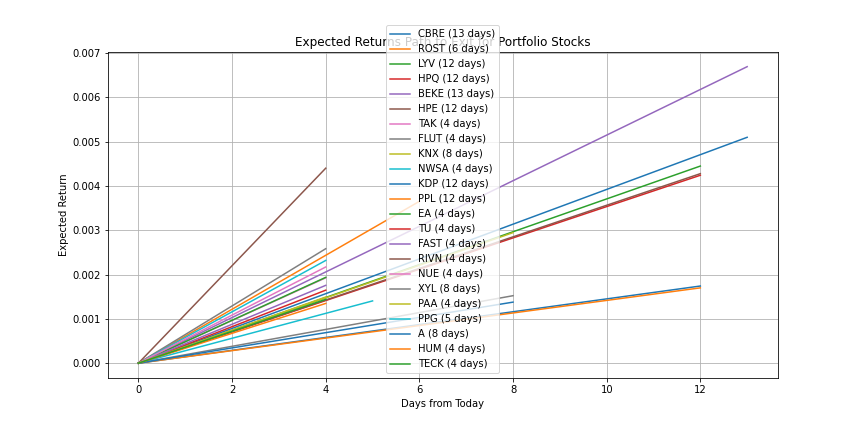 Expected Returns Path to Exit for Portfolio Stocks
CBRE (13 days)
ROST (6 days)
LYV (12 days)
HPQ (12 days)
BEKE (13 days)
HPE (12 days)
TAK (4 days)
FLUT (4 days)
KNX (8 days)
NWSA (4 days)
KDP (12 days)
PPL (12 days)
EA (4 days)
TU (4 days)
FAST (4 days)
RIVN (4 days)
NUE (4 days)
XYL (8 days)
PAA (4 days)
PPG (5 days)
A (8 days)
HUM (4 days)
TECK (4 days)
Expected Return
0.007
0.006
0.005
0.004
0.003
0.002
0.001
0.000
0
2
4
6
8
10
12
Days from Today